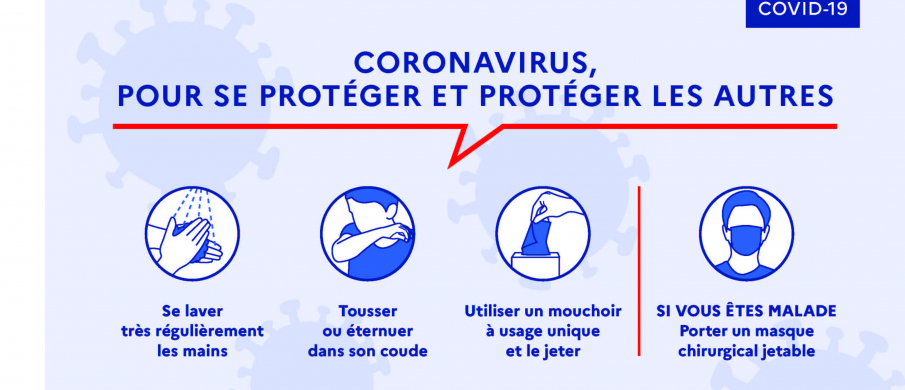 COVID-19
CORONAVIRUS,
POUR SE PROTÉGER ET PROTÉGER LES AUTRES
Se laver
très régulièrement
les mains
Tousser
ou éternuer
dans son coude
Utiliser un mouchoir
à usage unique
et le jeter
SI VOUS ÊTES MALADE
Porter un masque
chirurgical jetable